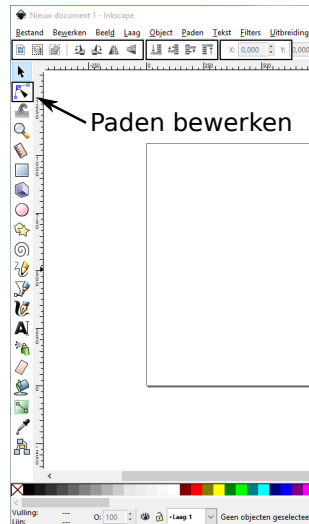 Nieuw document 1 - Inkscape
Bestand Bewerken Beeld Laag Object Paden Tekst Filters Uitbreiding
X: 0,000 Y: 0,000
Paden bewerken
Vulling: --- O: 100 Laag 1 Geen objecten geselectee
Lijn: ---